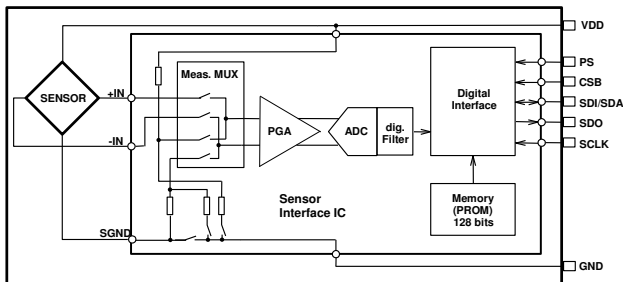 VDD
PS
Meas. MUX
CSB
+IN
Digital
Interface
SENSOR
SDI/SDA
PGA
ADC
dig.
Filter
SDO
-IN
SCLK
Sensor
Interface IC
Memory
(PROM)
128 bits
SGND
GND